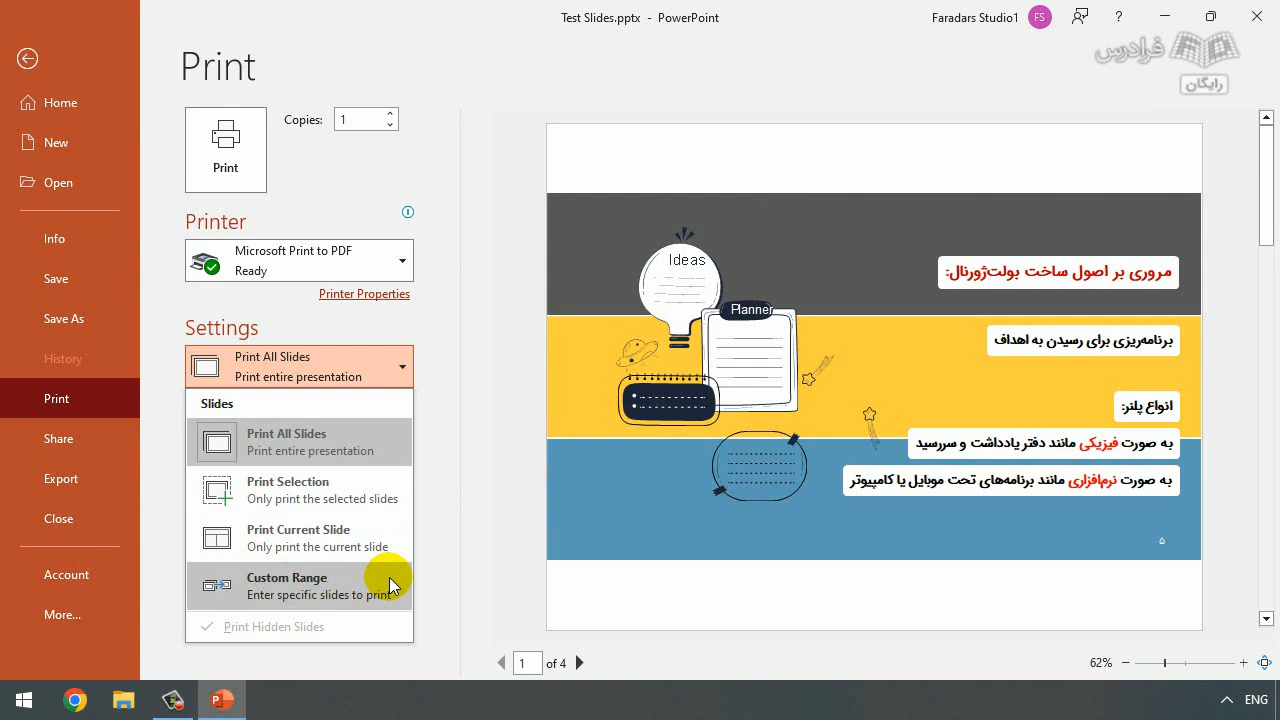 Test Slides.pptx - PowerPoint
Faradars Studio1
FS
?
فرادرس
رایگان
Print
Home
New
Open
Info
Save
Save As
History
Print
Share
Export
Close
Account
More...
Print
Copies:
1
Printer
Microsoft Print to PDF
Ready
Printer Properties
Settings
Print All Slides
Print entire presentation
Slides
Print All Slides
Print entire presentation
Print Selection
Only print the selected slides
Print Current Slide
Only print the current slide
Custom Range
Enter specific slides to print
Print Hidden Slides
Ideas
Planner
مروری بر اصول ساخت بولت‌ژورنال:
برنامه‌ریزی برای رسیدن به اهداف
انواع پلنر:
به صورت فیزیکی مانند دفتر یادداشت و سررسید
به صورت نرم‌افزاری مانند برنامه‌های تحت موبایل یا کامپیوتر
۵
1 of 4
62%
ENG